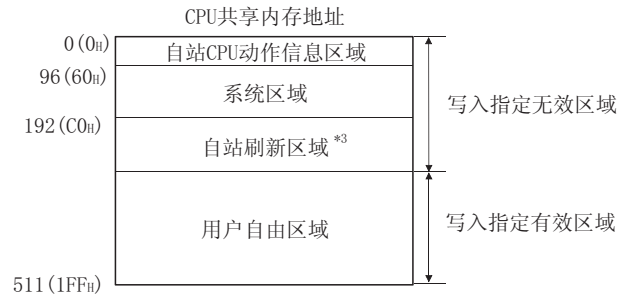 CPU共享内存地址
0(0H)
自站CPU动作信息区域
96(60H)
系统区域
写入指定无效区域
192(C0H)
自站刷新区域*3
用户自由区域
写入指定有效区域
511(1FFH)